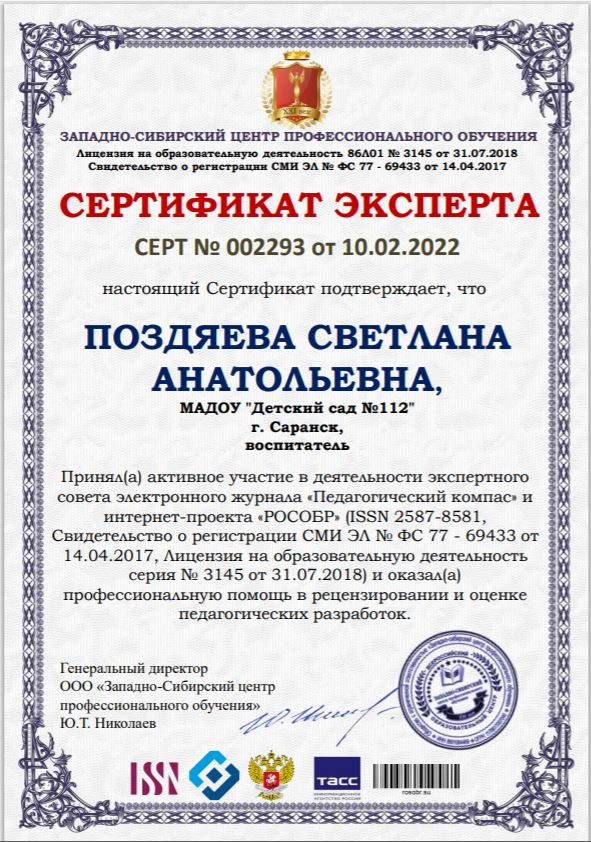 XXI век
ЗАПАДНО-СИБИРСКИЙ ЦЕНТР ПРОФЕССИОНАЛЬНОГО ОБУЧЕНИЯ
Лицензия на образовательную деятельность 86Л01 № 3145 от 31.07.2018
Свидетельство о регистрации СМИ ЭЛ № ФС 77 - 69433 от 14.04.2017
СЕРТИФИКАТ ЭКСПЕРТА
СЕРТ № 002293 от 10.02.2022
настоящий Сертификат подтверждает, что
ПОЗДЯЕВА СВЕТЛАНА
АНАТОЛЬЕВНА,
МАДОУ "Детский сад №112"
г. Саранск,
воспитатель
Принял(а) активное участие в деятельности экспертного
совета электронного журнала «Педагогический компас» и
интернет-проекта «РОСОБР» (ISSN 2587-8581,
Свидетельство о регистрации СМИ ЭЛ № ФС 77 - 69433 от
14.04.2017, Лицензия на образовательную деятельность
серия № 3145 от 31.07.2018) и оказал(а)
профессиональную помощь в рецензировании и оценке
педагогических разработок.
Генеральный директор
ООО «Западно-Сибирский центр
профессионального обучения»
Ю.Т. Николаев
ISSN
ТАСС
ИНФОРМАЦИОННОЕ
АГЕНТСТВО РОССИИ
rosobr.su